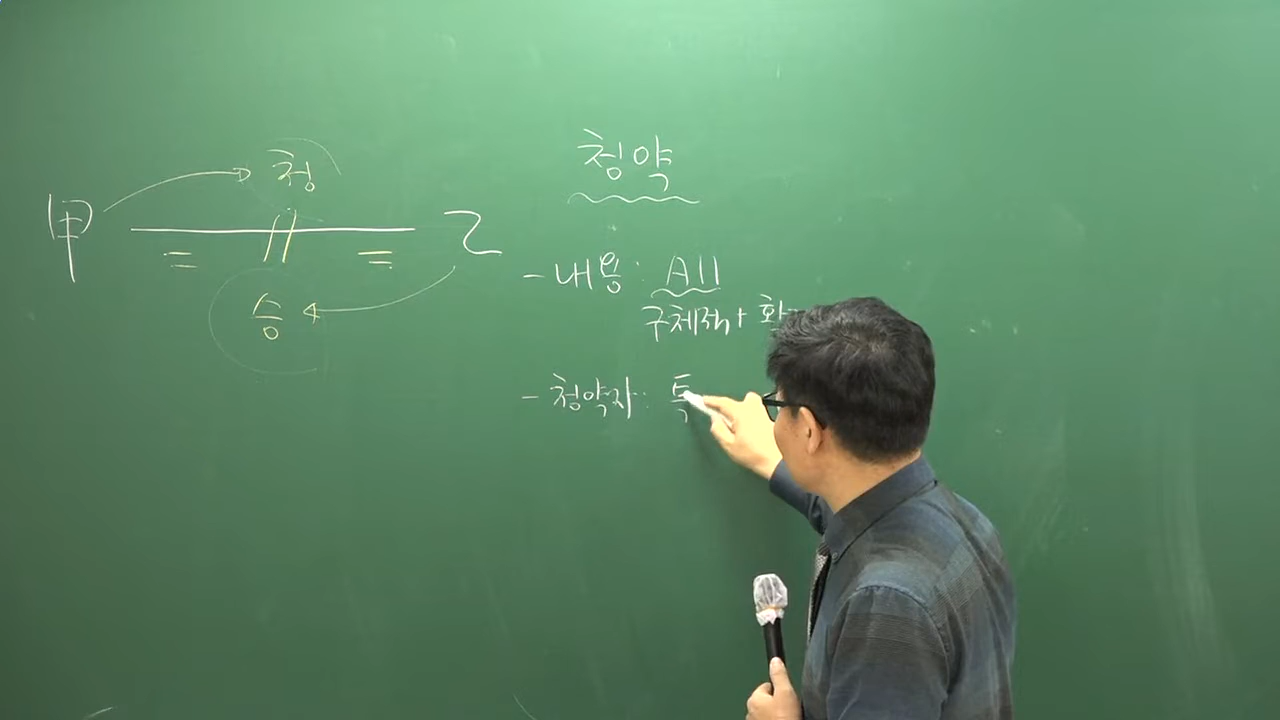 청
甲 乙
승
청약
- 내용 : All
구체적 + 확
- 청약자 : 특